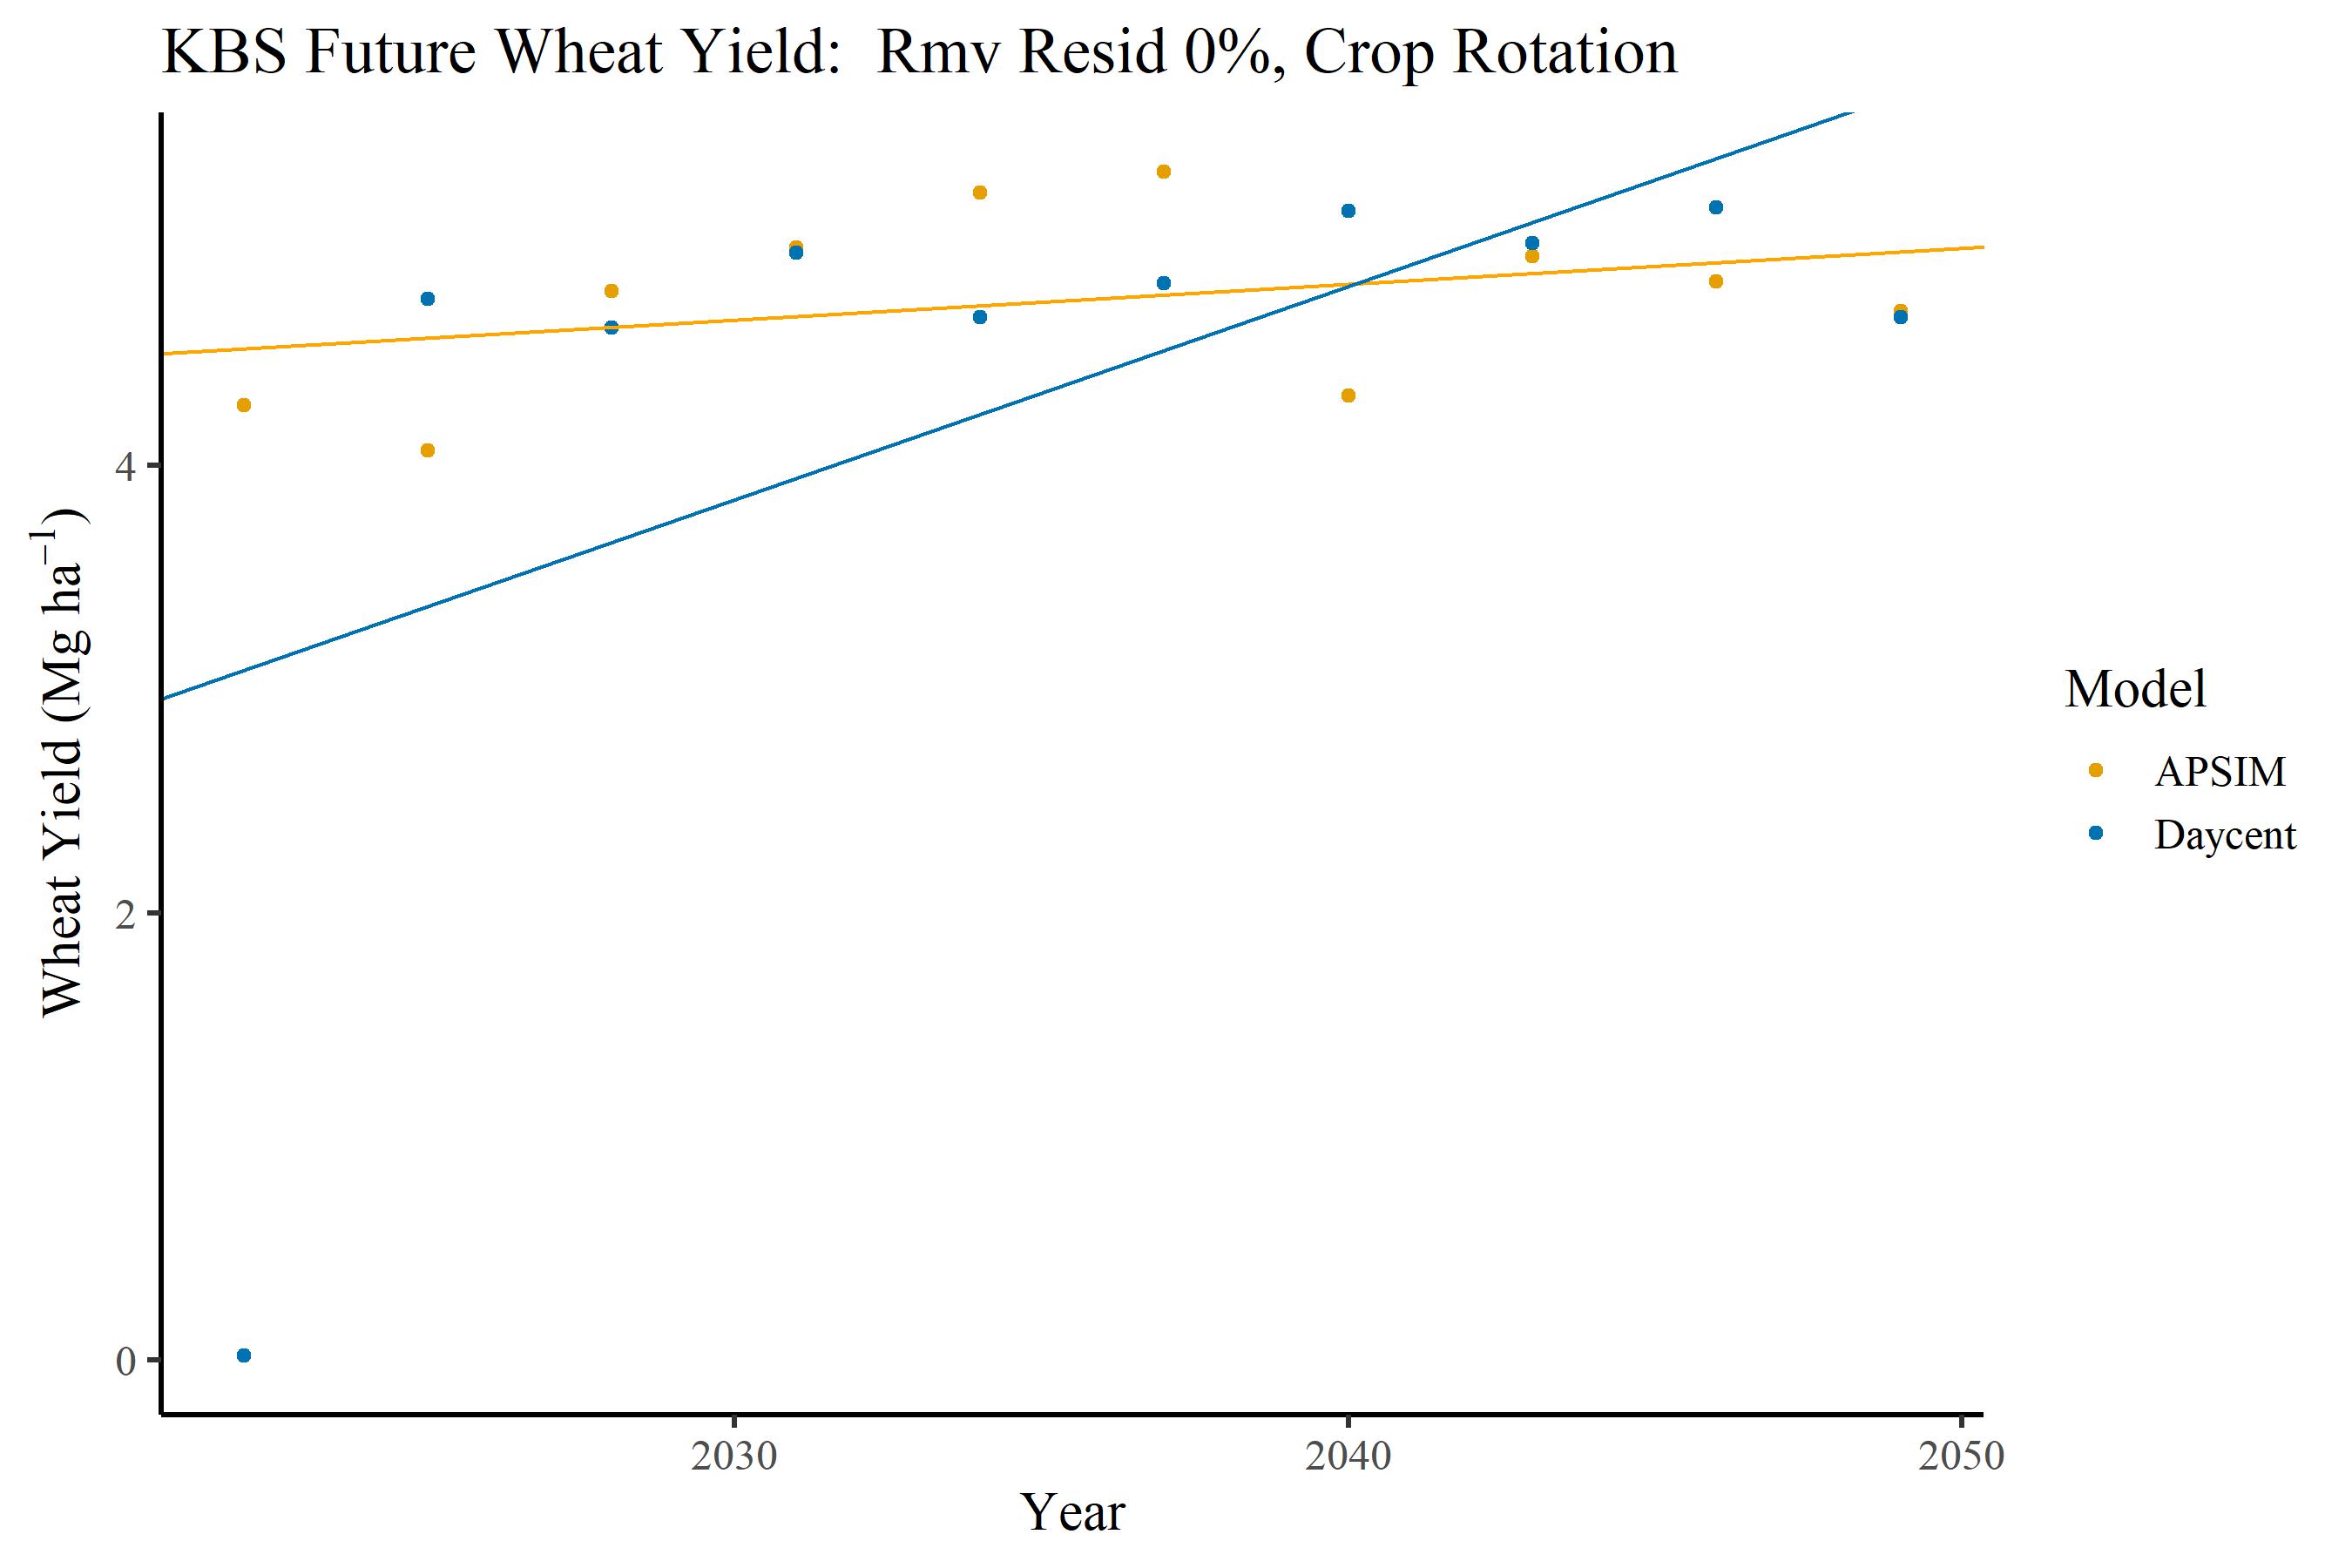 KBS Future Wheat Yield:  Rmv Resid 0%, Crop Rotation
Wheat Yield (Mg ha⁻¹)
4
2
0
2030
2040
2050
Year
Model
APSIM
Daycent